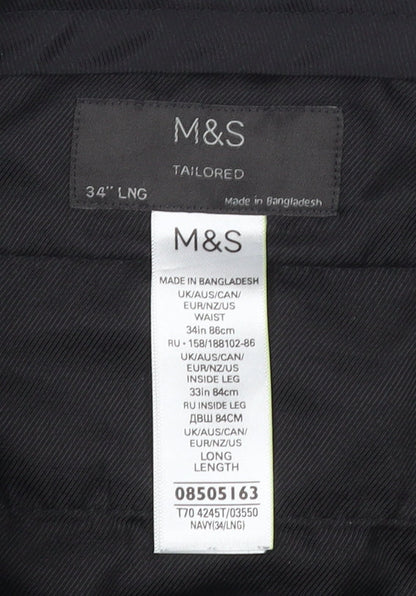 M&S
TAILORED
34" LNG
Made in Bangladesh
M&S
MADE IN BANGLADESH
UK/AUS/CAN/
EUR/NZ/US
WAIST
34in 86cm
RU - 158/188102-86
UK/AUS/CAN/
EUR/NZ/US
INSIDE LEG
33in 84cm
RU INSIDE LEG
ДВШ 84CM
UK/AUS/CAN/
EUR/NZ/US
LONG
LENGTH
08505163
T70 4245T/03550
NAVY(34/LNG)